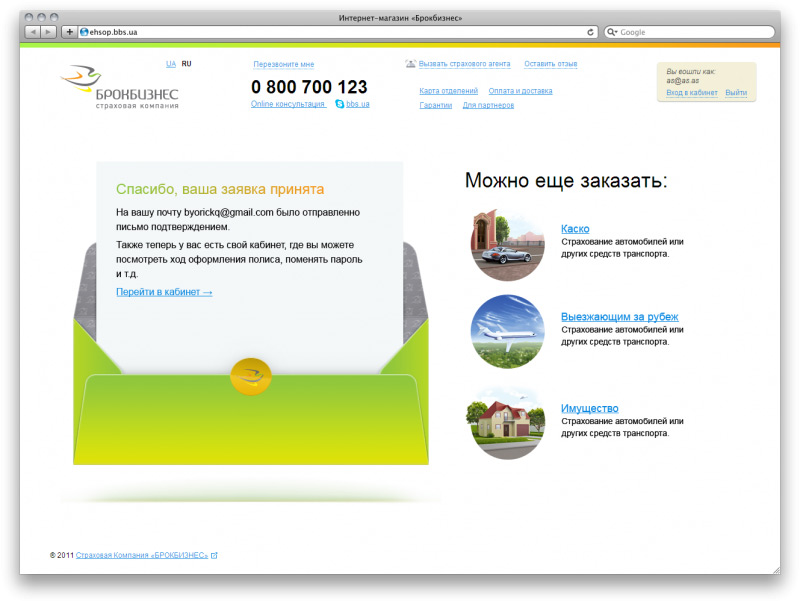 Интернет-магазин «Брокбизнес»
ehsop.bbs.ua
Google
UA RU
БРОКБИЗНЕС
страховая компания
Перезвоните мне
0 800 700 123
Online консультация bbs.ua
Вызвать страхового агента Оставить отзыв
Карта отделений Оплата и доставка
Гарантии Для партнеров
Вы вошли как:
as@as.as
Вход в кабинет Выйти
Спасибо, ваша заявка принята
На вашу почту byorickq@gmail.com было отправленно
письмо подтверждением.
Также теперь у вас есть свой кабинет, где вы можете
посмотреть ход оформления полиса, поменять пароль
и т.д.
Перейти в кабинет →
Можно еще заказать:
Каско
Страхование автомобилей или
других средств транспорта.
Выезжающим за рубеж
Страхование автомобилей или
других средств транспорта.
Имущество
Страхование автомобилей или
других средств транспорта.
© 2011 Страховая Компания «БРОКБИЗНЕС»